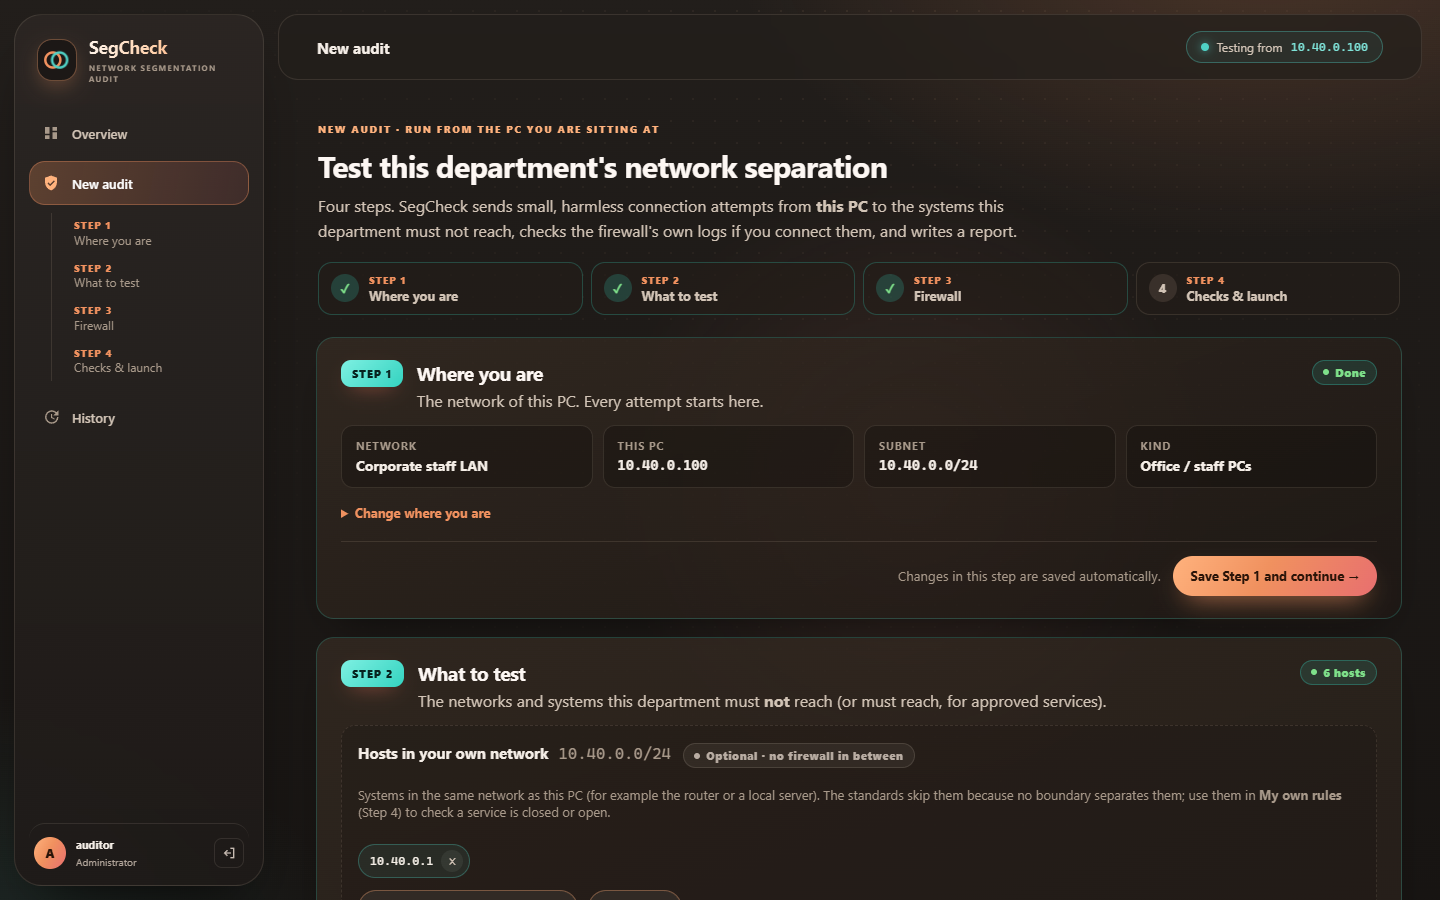 SegCheck
NETWORK SEGMENTATION
AUDIT
Overview
New audit
STEP 1
Where you are
STEP 2
What to test
STEP 3
Firewall
STEP 4
Checks & launch
History
A
auditor
Administrator
New audit
Testing from 10.40.0.100
NEW AUDIT · RUN FROM THE PC YOU ARE SITTING AT
Test this department's network separation
Four steps. SegCheck sends small, harmless connection attempts from this PC to the systems this
department must not reach, checks the firewall's own logs if you connect them, and writes a report.
✓ STEP 1
Where you are
✓ STEP 2
What to test
✓ STEP 3
Firewall
4 STEP 4
Checks & launch
STEP 1 Where you are
Done
The network of this PC. Every attempt starts here.
NETWORK
Corporate staff LAN
THIS PC
10.40.0.100
SUBNET
10.40.0.0/24
KIND
Office / staff PCs
▶ Change where you are
Changes in this step are saved automatically.
Save Step 1 and continue →
STEP 2 What to test
6 hosts
The networks and systems this department must not reach (or must reach, for approved services).
Hosts in your own network 10.40.0.0/24 Optional · no firewall in between
Systems in the same network as this PC (for example the router or a local server). The standards skip them because no boundary separates them; use them in My own rules
(Step 4) to check a service is closed or open.
10.40.0.1 x